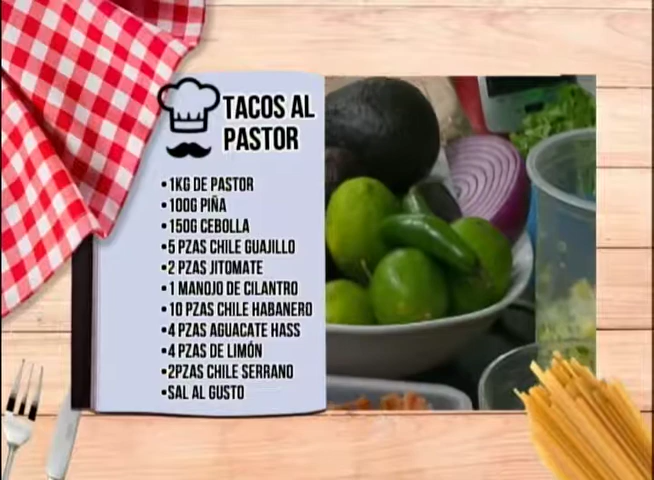 TACOS AL
PASTOR
•1KG DE PASTOR
•100G PIÑA
•150G CEBOLLA
•5 PZAS CHILE GUAJILLO
•2 PZAS JITOMATE
•1 MANOJO DE CILANTRO
•10 PZAS CHILE HABANERO
•4 PZAS AGUACATE HASS
•4 PZAS DE LIMÓN
•2PZAS CHILE SERRANO
•SAL AL GUSTO